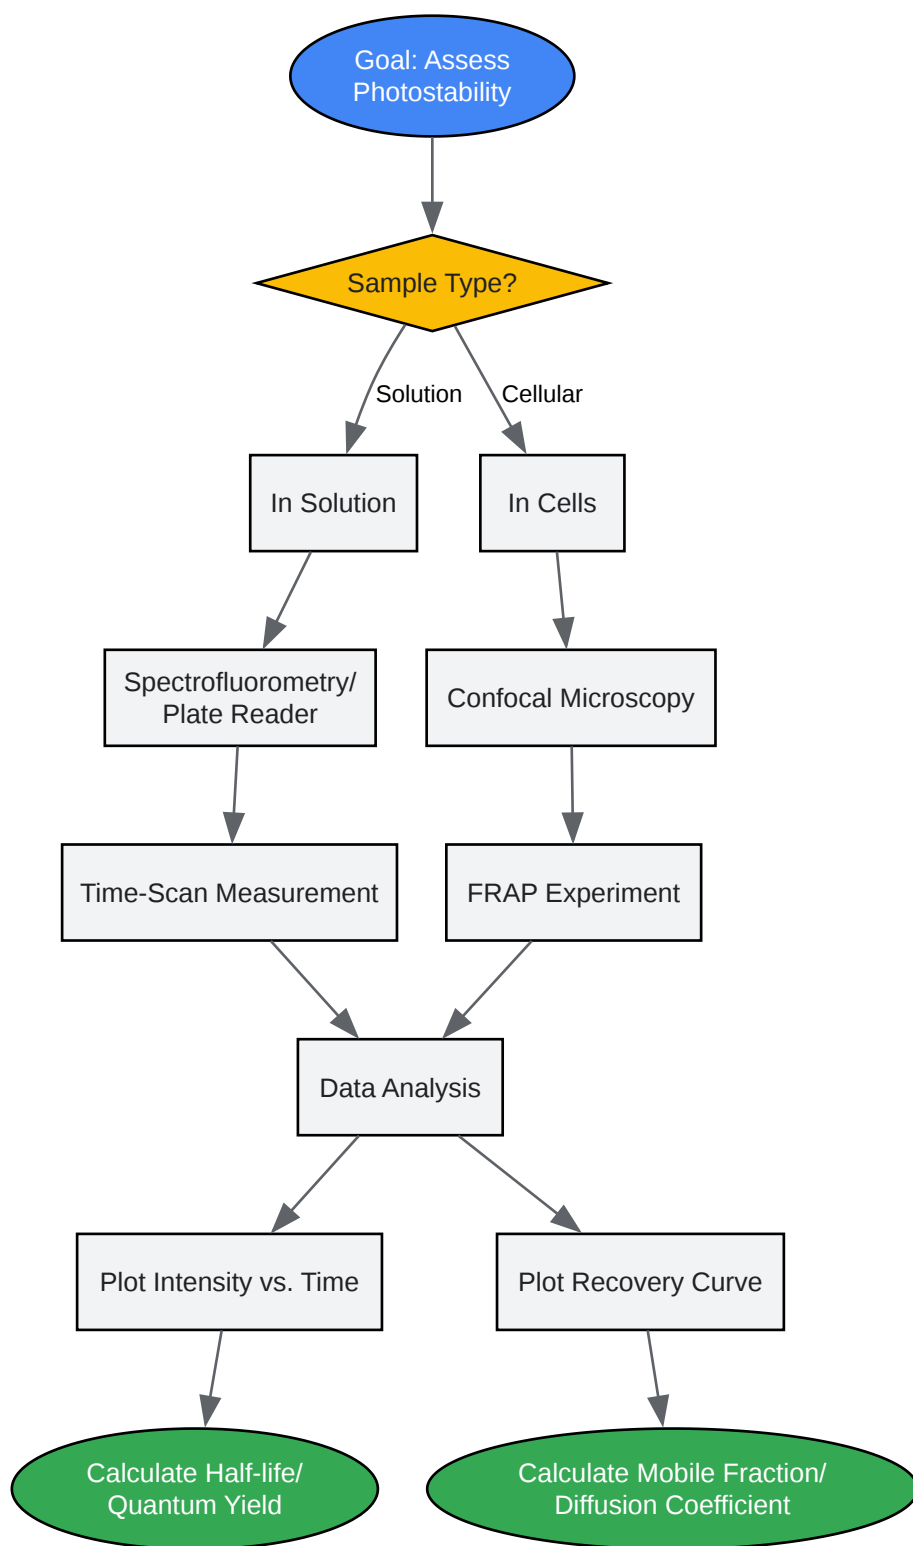 Goal: Assess
Photostability
Sample Type?
Solution
Cellular
In Solution
In Cells
Spectrofluorometry/
Plate Reader
Confocal Microscopy
Time-Scan Measurement
FRAP Experiment
Data Analysis
Plot Intensity vs. Time
Plot Recovery Curve
Calculate Half-life/
Quantum Yield
Calculate Mobile Fraction/
Diffusion Coefficient